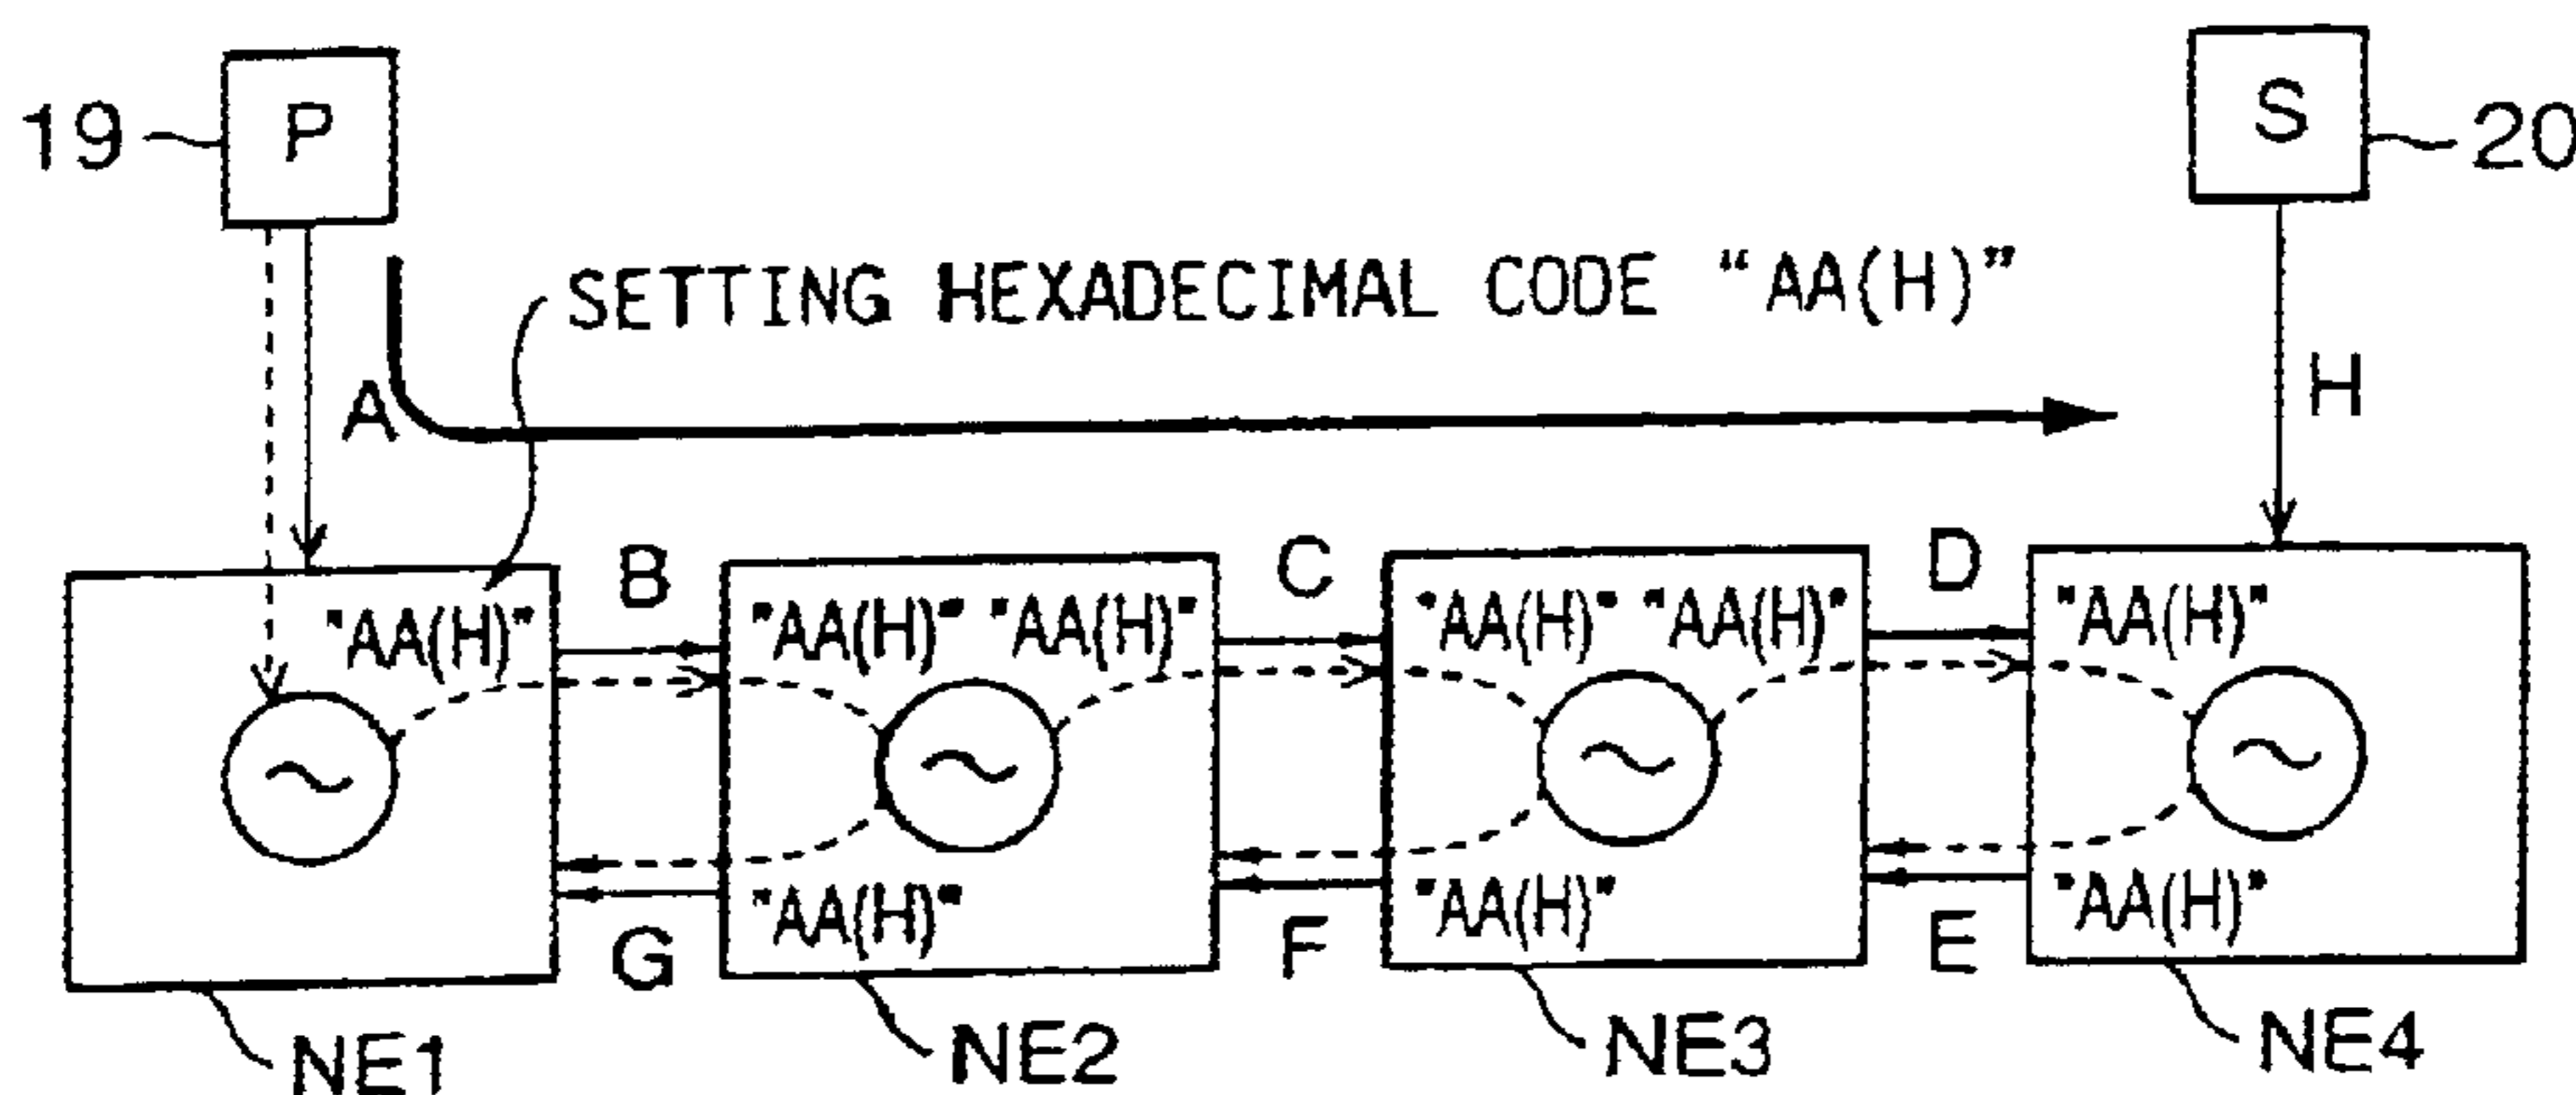 19 P S 20
SETTING HEXADECIMAL CODE "AA(H)"
A H
B C D
"AA(H)" "AA(H)" "AA(H)" "AA(H)" "AA(H)" "AA(H)"
~ ~ ~ ~
"AA(H)" "AA(H)" "AA(H)"
G F E
NE1 NE2 NE3 NE4